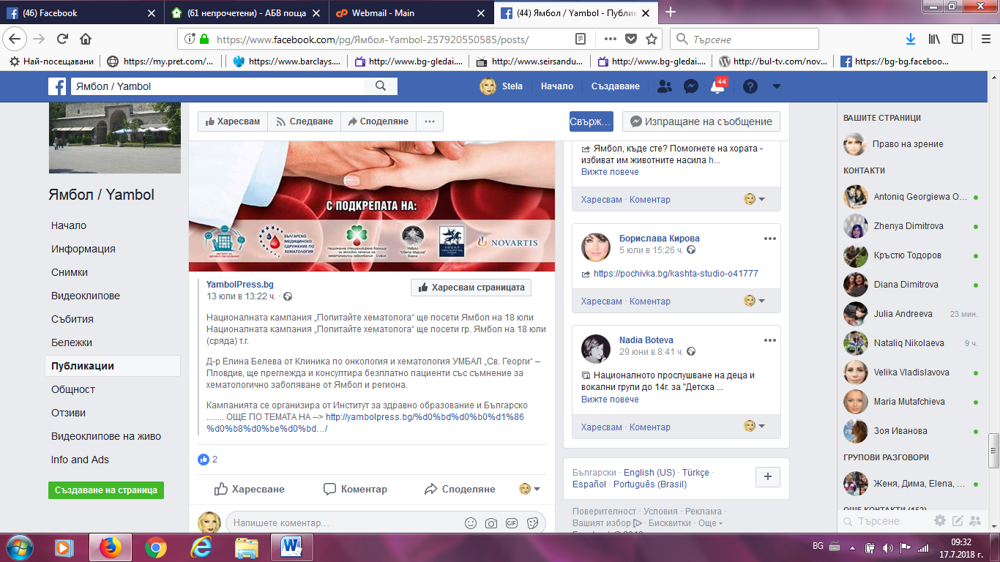 (46) Facebook
(61 непрочетени) - АБВ поща
Webmail - Main
(44) Ямбол / Yambol - Публик
https://www.facebook.com/pg/Ямбол-Yambol-257920550585/posts/
Търсене
Най-посещавани
https://my.pret.com/...
https://www.barclays....
http://www.bg-gledai....
http://www.seirsandu...
http://www.bg-gledai....
http://bul-tv.com/nov...
https://bg-bg.faceboo...
Ямбол / Yambol
Stela
Начало
Създаване
44
Ямбол / Yambol
Начало
Информация
Снимки
Видеоклипове
Събития
Бележки
Публикации
Общност
Отзиви
Видеоклипове на живо
Info and Ads
Създаване на страница
Харесвам
Следване
Споделяне
Свърж...
Изпращане на съобщение
С ПОДКРЕПАТА НА:
БЪЛГАРСКО МЕДИЦИНСКО СДРУЖЕНИЕ ПО ХЕМАТОЛОГИЯ
NOVARTIS
YambolPress.bg
13 юли в 13:22 ч. ·
Харесвам страницата
Националната кампания „Попитайте хематолога“ ще посети Ямбол на 18 юли
Националната кампания „Попитайте хематолога“ ще посети гр. Ямбол на 18 юли
(сряда) т.г.
Д-р Елина Белева от Клиника по онкология и хематология УМБАЛ „Св. Георги“ –
Пловдив, ще преглежда и консултира безплатно пациенти със съмнение за
хематологично заболяване от Ямбол и региона.
Кампанията се организира от Институт за здравно образование и Българско
........ ОЩЕ ПО ТЕМАТА НА --> http://yambolpress.bg/%d0%bd%d0%b0%d1%86
%d0%b8%d0%be%d0%bd.../
2
Харесване
Коментар
Споделяне
Напишете коментар...
GIF
Ямбол, къде сте? Помогнете на хората -
избиват им животните насила h...
Вижте повече
Харесвам · Коментар
Борислава Кирова
5 юли в 15:26 ч.
https://pochivka.bg/kashta-studio-o41777
Харесвам · Коментар
Nadia Boteva
29 юни в 8:41 ч.
Националното прослушване на деца и
вокални групи до 14г. за "Детска ...
Вижте повече
Харесвам · Коментар
Български · English (US) · Türkçe ·
Español · Português (Brasil)
Поверителност · Условия · Реклама ·
Вашият избор · Бисквитки · Още
ВАШИТЕ СТРАНИЦИ
Право на зрение
КОНТАКТИ
Antoniq Georgiewa O...
Zhenya Dimitrova
Кръстю Тодоров
Diana Dimitrova
Julia Andreeva
23 мин.
Nataliq Nikolaeva
9 ч.
Velika Vladislavova
Maria Mutafchieva
Зоя Иванова
ГРУПОВИ РАЗГОВОРИ
Женя, Дима, Elena, ...
ОЩЕ КОНТАКТИ (152)
Търсене
BG
09:32
17.7.2018 г.